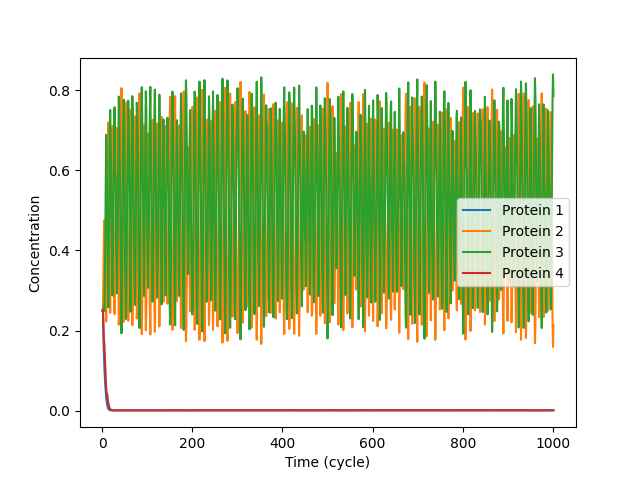 0.8
0.6
0.4
0.2
0.0
Concentration
Protein 1
Protein 2
Protein 3
Protein 4
0 200 400 600 800 1000
Time (cycle)